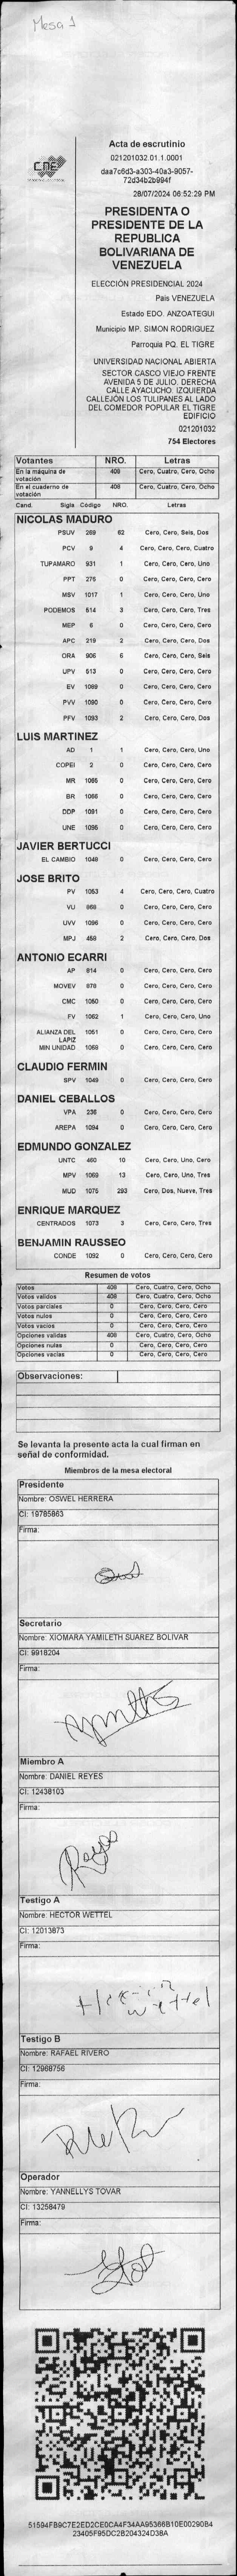 Mesa 1
CNE
Acta de escrutinio
021201032.01.1.0001
daa7c6d3-a303-40a3-9057-
72d34b2b994f
28/07/2024 06:52:29 PM
PRESIDENTA O
PRESIDENTE DE LA
REPUBLICA
BOLIVARIANA DE
VENEZUELA
ELECCIÓN PRESIDENCIAL 2024
Pais VENEZUELA
Estado EDO. ANZOATEGUI
Municipio MP. SIMON RODRIGUEZ
Parroquia PQ. EL TIGRE
UNIVERSIDAD NACIONAL ABIERTA
SECTOR CASCO VIEJO FRENTE
AVENIDA 5 DE JULIO. DERECHA
CALLE AYACUCHO. IZQUIERDA
CALLEJÓN LOS TULIPANES AL LADO
DEL COMEDOR POPULAR EL TIGRE
EDIFICIO
021201032
754 Electores
Votantes NRO. Letras
En la máquina de votación 408 Cero, Cuatro, Cero, Ocho
En el cuaderno de votación 408 Cero, Cuatro, Cero, Ocho
Cand. Sigla Código NRO. Letras
NICOLAS MADURO
PSUV 269 62 Cero, Cero, Seis, Dos
PCV 9 4 Cero, Cero, Cero, Cuatro
TUPAMARO 931 1 Cero, Cero, Cero, Uno
PPT 275 0 Cero, Cero, Cero, Cero
MSV 1017 1 Cero, Cero, Cero, Uno
PODEMOS 514 3 Cero, Cero, Cero, Tres
MEP 6 0 Cero, Cero, Cero, Cero
APC 219 2 Cero, Cero, Cero, Dos
ORA 906 6 Cero, Cero, Cero, Seis
UPV 513 0 Cero, Cero, Cero, Cero
EV 1089 0 Cero, Cero, Cero, Cero
PVV 1090 0 Cero, Cero, Cero, Cero
PFV 1093 2 Cero, Cero, Cero, Dos
LUIS MARTINEZ
AD 1 1 Cero, Cero, Cero, Uno
COPEI 2 0 Cero, Cero, Cero, Cero
MR 1065 0 Cero, Cero, Cero, Cero
BR 1066 0 Cero, Cero, Cero, Cero
DDP 1091 0 Cero, Cero, Cero, Cero
UNE 1095 0 Cero, Cero, Cero, Cero
JAVIER BERTUCCI
EL CAMBIO 1048 0 Cero, Cero, Cero, Cero
JOSE BRITO
PV 1053 4 Cero, Cero, Cero, Cuatro
VU 868 0 Cero, Cero, Cero, Cero
UVV 1096 0 Cero, Cero, Cero, Cero
MPJ 458 2 Cero, Cero, Cero, Dos
ANTONIO ECARRI
AP 814 0 Cero, Cero, Cero, Cero
MOVEV 878 0 Cero, Cero, Cero, Cero
CMC 1050 0 Cero, Cero, Cero, Cero
FV 1062 1 Cero, Cero, Cero, Uno
ALIANZA DEL LAPIZ 1051 0 Cero, Cero, Cero, Cero
MIN UNIDAD 1068 0 Cero, Cero, Cero, Cero
CLAUDIO FERMIN
SPV 1049 0 Cero, Cero, Cero, Cero
DANIEL CEBALLOS
VPA 236 0 Cero, Cero, Cero, Cero
AREPA 1094 0 Cero, Cero, Cero, Cero
EDMUNDO GONZALEZ
UNTC 460 10 Cero, Cero, Uno, Cero
MPV 1069 13 Cero, Cero, Uno, Tres
MUD 1075 293 Cero, Dos, Nueve, Tres
ENRIQUE MARQUEZ
CENTRADOS 1073 3 Cero, Cero, Cero, Tres
BENJAMIN RAUSSEO
CONDE 1092 0 Cero, Cero, Cero, Cero
Resumen de votos
Votos 408 Cero, Cuatro, Cero, Ocho
Votos validos 408 Cero, Cuatro, Cero, Ocho
Votos parciales 0 Cero, Cero, Cero, Cero
Votos nulos 0 Cero, Cero, Cero, Cero
Votos vacios 0 Cero, Cero, Cero, Cero
Opciones validas 408 Cero, Cuatro, Cero, Ocho
Opciones nulas 0 Cero, Cero, Cero, Cero
Opciones vacias 0 Cero, Cero, Cero, Cero
Observaciones:
Se levanta la presente acta la cual firman en
señal de conformidad.
Miembros de la mesa electoral
Presidente
Nombre: OSWEL HERRERA
CI: 19785863
Firma:
Secretario
Nombre: XIOMARA YAMILETH SUAREZ BOLIVAR
CI: 9918204
Firma:
Miembro A
Nombre: DANIEL REYES
CI: 12438103
Firma:
Reyes
Testigo A
Nombre: HECTOR WETTEL
CI: 12013673
Firma:
Hector
Wettel
Testigo B
Nombre: RAFAEL RIVERO
CI: 12968756
Firma:
Operador
Nombre: YANNELLYS TOVAR
CI: 13258479
Firma:
51594FB9C7E2ED2CE0CA4F34AA95366B10E00290B4
23405F95DC2B204324D38A